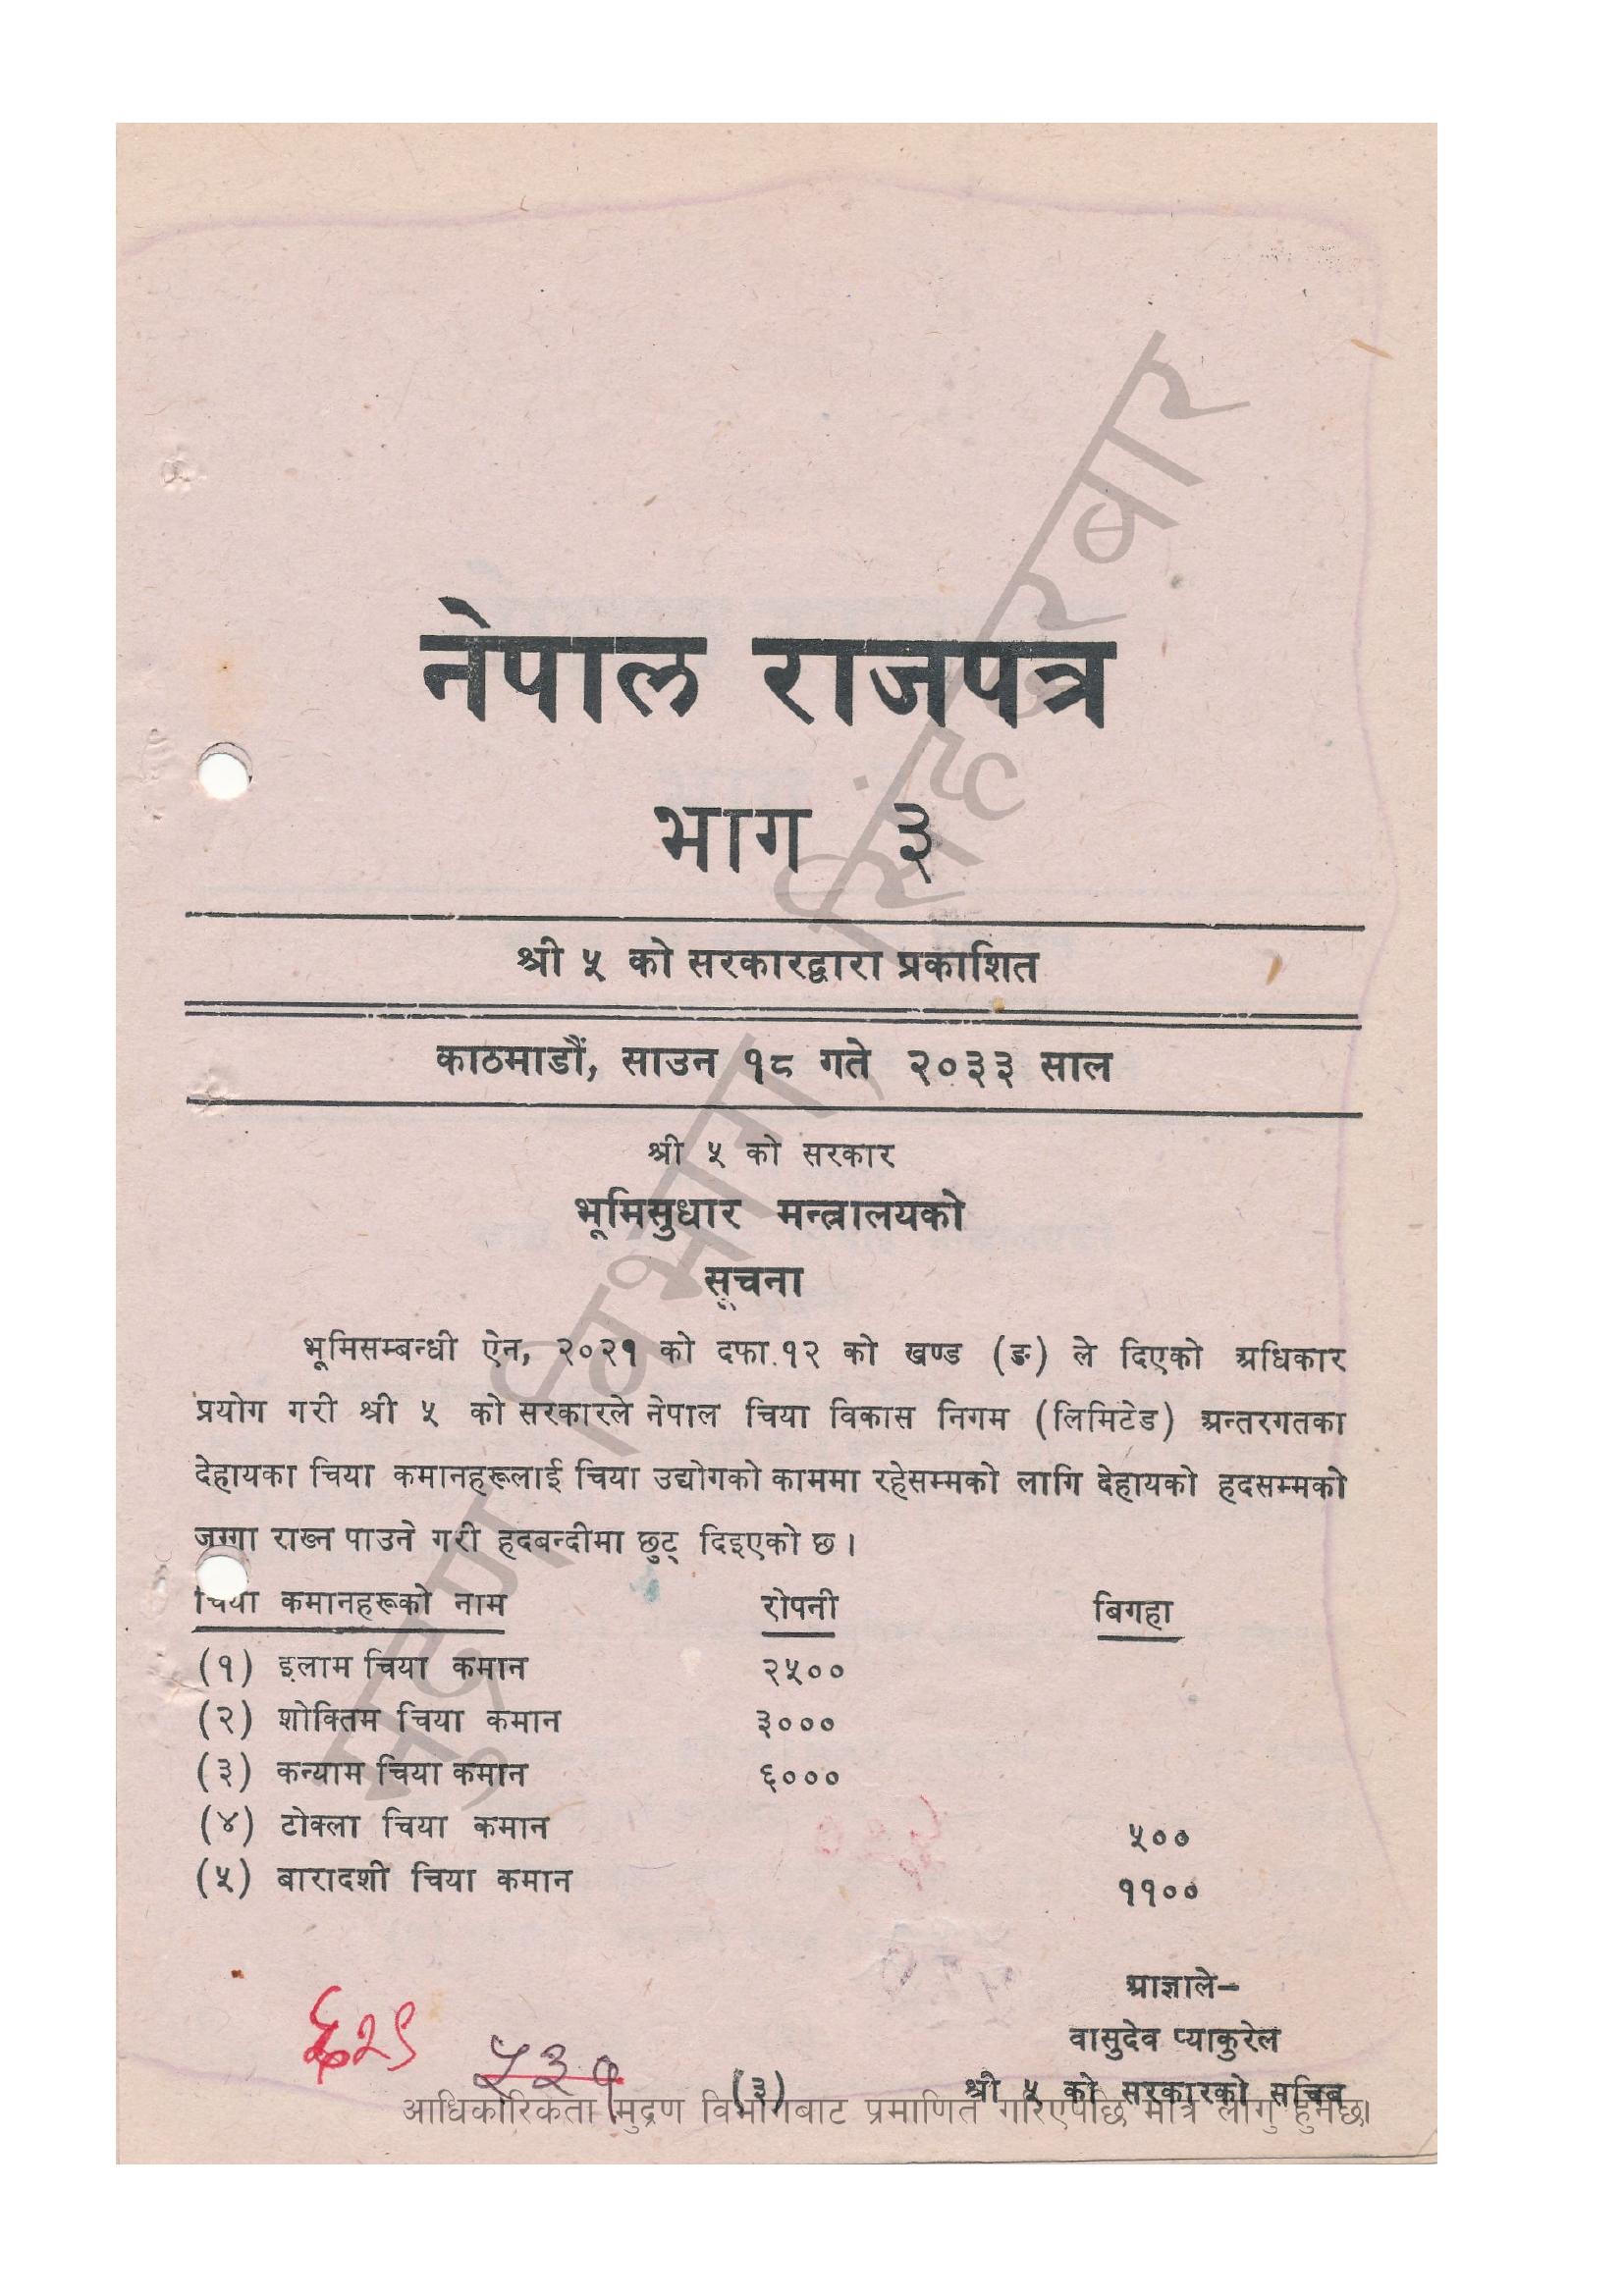 नेपाल राजपत्र
भाग ३
श्री ५ को सरकारद्वारा प्रकाशित
काठमाडौं, साउन १८ गते २०३३ साल
श्री ५ को सरकार
भूमिसुधार मन्त्रालयको
सूचना
भूमिसम्बन्धी ऐन, २०२१ को दफा १२ को खण्ड (ङ) ले दिएको अधिकार
प्रयोग गरी श्री ५ को सरकारले नेपाल चिया विकास निगम (लिमिटेड) अन्तरगतका
देहायका चिया कमानहरूलाई चिया उद्योगको काममा रहेसम्मको लागि देहायको हदसम्मको
जग्गा राख्न पाउने गरी हदबन्दीमा छुट् दिइएको छ।
चिया कमानहरूको नाम रोपनी बिगहा
(१) इलाम चिया कमान २५००
(२) शोक्तिम चिया कमान ३०००
(३) कन्याम चिया कमान ६०००
(४) टोक्ला चिया कमान ५००
(५) बारादशी चिया कमान ११००
आज्ञाले–
वासुदेव प्याकुरेल
श्री ५ को सरकारको सचिव
६२९ ५३१
(३)
आधिकारिकता मुद्रण विभागबाट प्रमाणित गरिएपछि मात्र लागु हुनेछ।
मुद्रण विभाग, सिंहदरबार